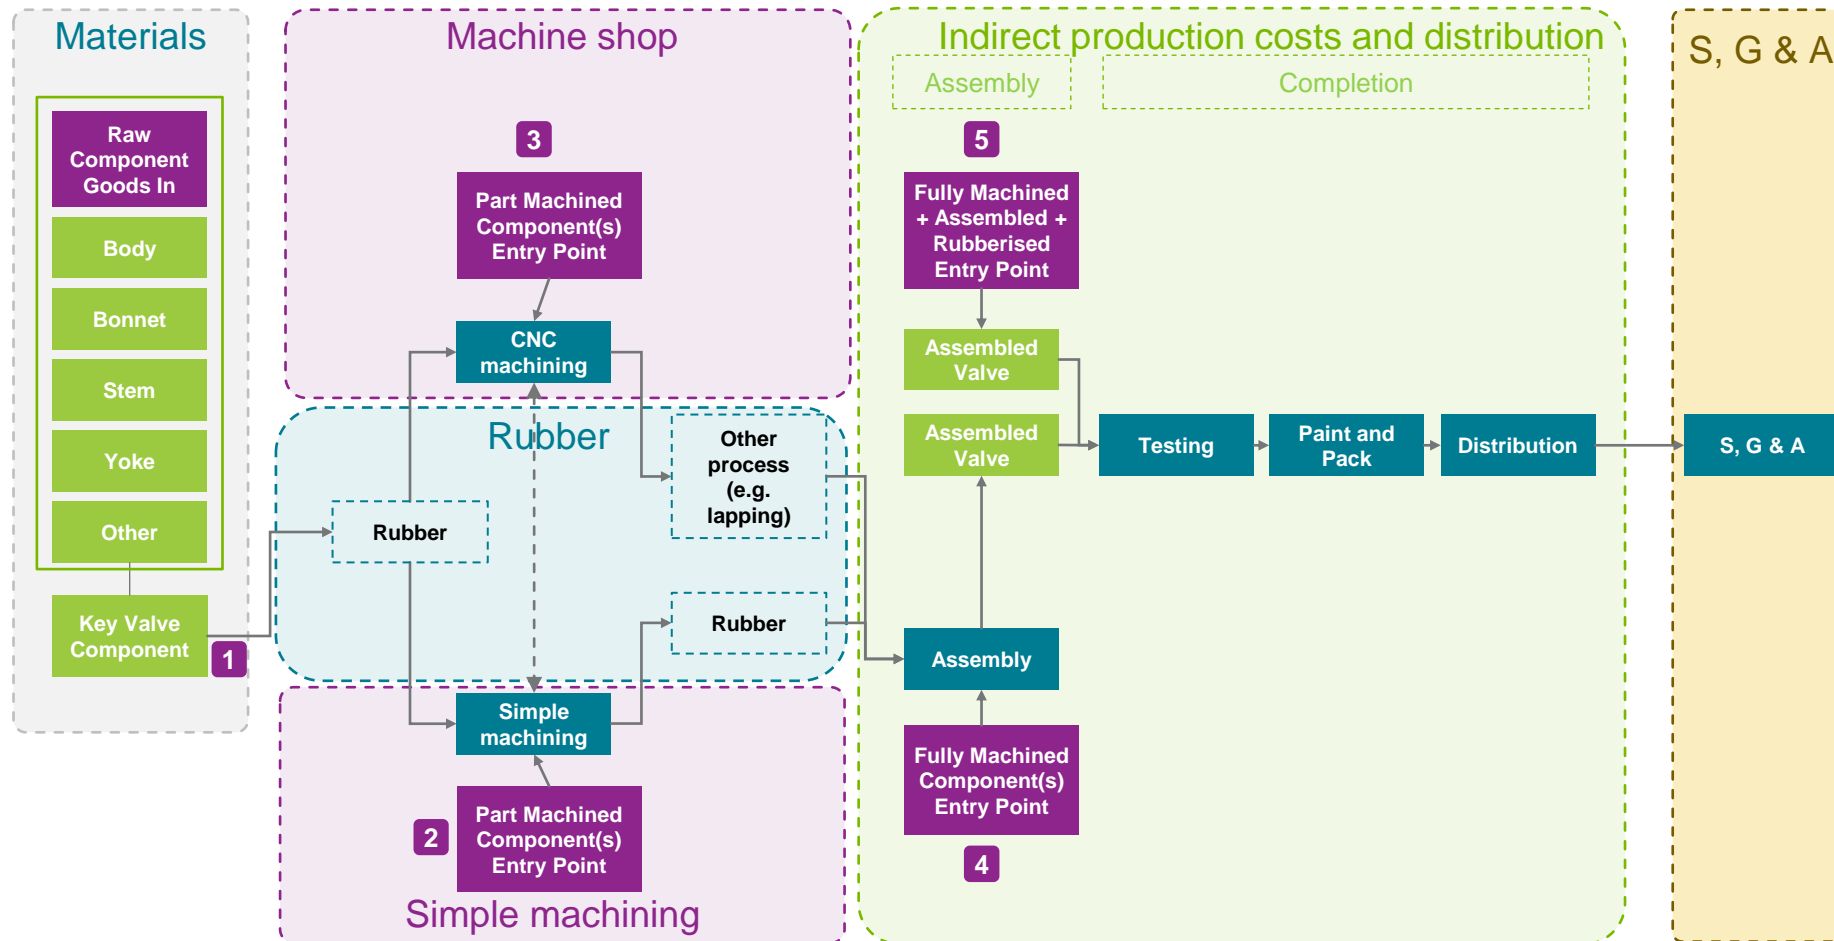 Materials
Raw
Component
Goods In
Body
Bonnet
Stem
Yoke
Other
Key Valve
Component
1
Machine shop
3
Part Machined
Component(s)
Entry Point
CNC
machining
Rubber
Rubber
Other
process
(e.g.
lapping)
Rubber
Simple
machining
2
Part Machined
Component(s)
Entry Point
Simple machining
Indirect production costs and distribution
Assembly
Completion
5
Fully Machined
+ Assembled +
Rubberised
Entry Point
Assembled
Valve
Assembled
Valve
Testing
Paint and
Pack
Distribution
Assembly
Fully Machined
Component(s)
Entry Point
4
S, G & A
S, G & A